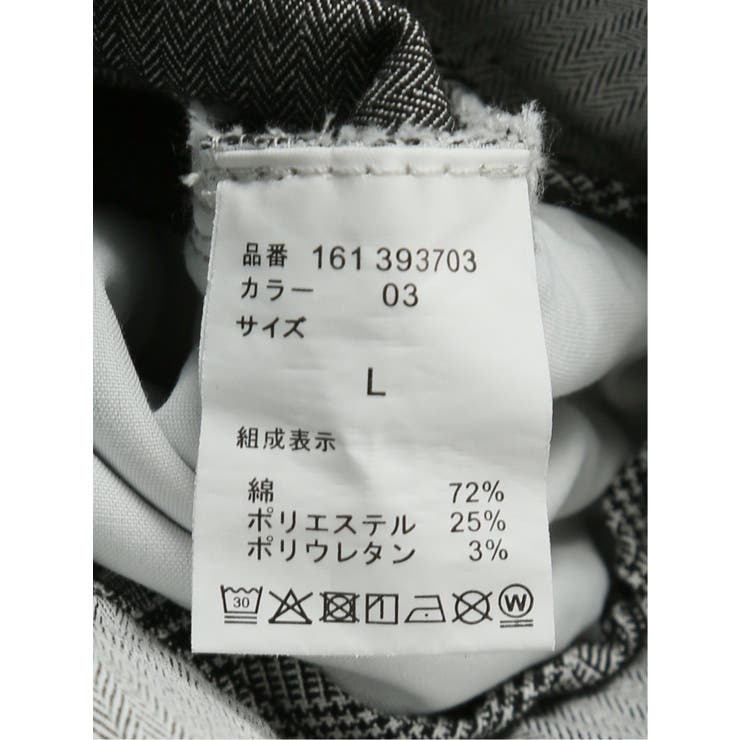 品番 161 393703
カラー 03
サイズ
L
組成表示
綿 72%
ポリエステル 25%
ポリウレタン 3%
30 W